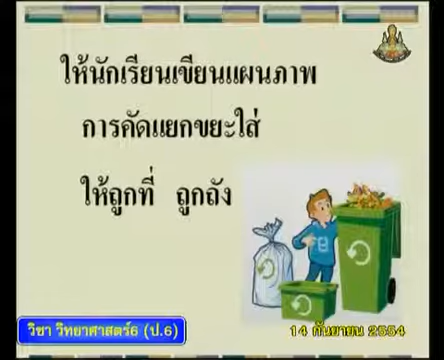 ให้นักเรียนเขียนแผนภาพ
การคัดแยกขยะใส่
ให้ถูกที่ ถูกถัง
วิชา วิทยาศาสตร์6 (ป.6)
14 กันยายน 2554